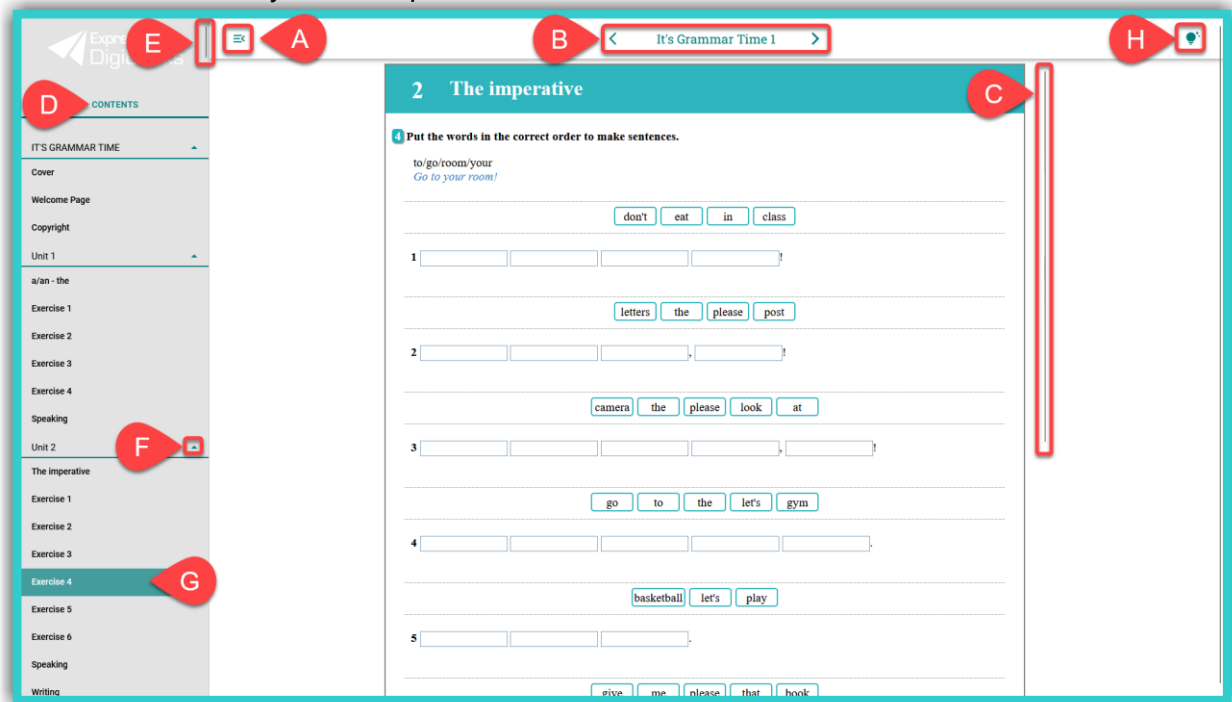 E
A
B
It's Grammar Time 1
H
D
CONTENTS
IT'S GRAMMAR TIME
Cover
Welcome Page
Copyright
Unit 1
a/an - the
Exercise 1
Exercise 2
Exercise 3
Exercise 4
Speaking
Unit 2
F
The imperative
Exercise 1
Exercise 2
Exercise 3
Exercise 4
G
Exercise 5
Exercise 6
Speaking
Writing
2 The imperative
C
4 Put the words in the correct order to make sentences.
to/go/room/your
Go to your room!
don't eat in class
1 !
letters the please post
2 , !
camera the please look at
3 , !
go to the let's gym
4 .
basketball let's play
5 .
give me please that book